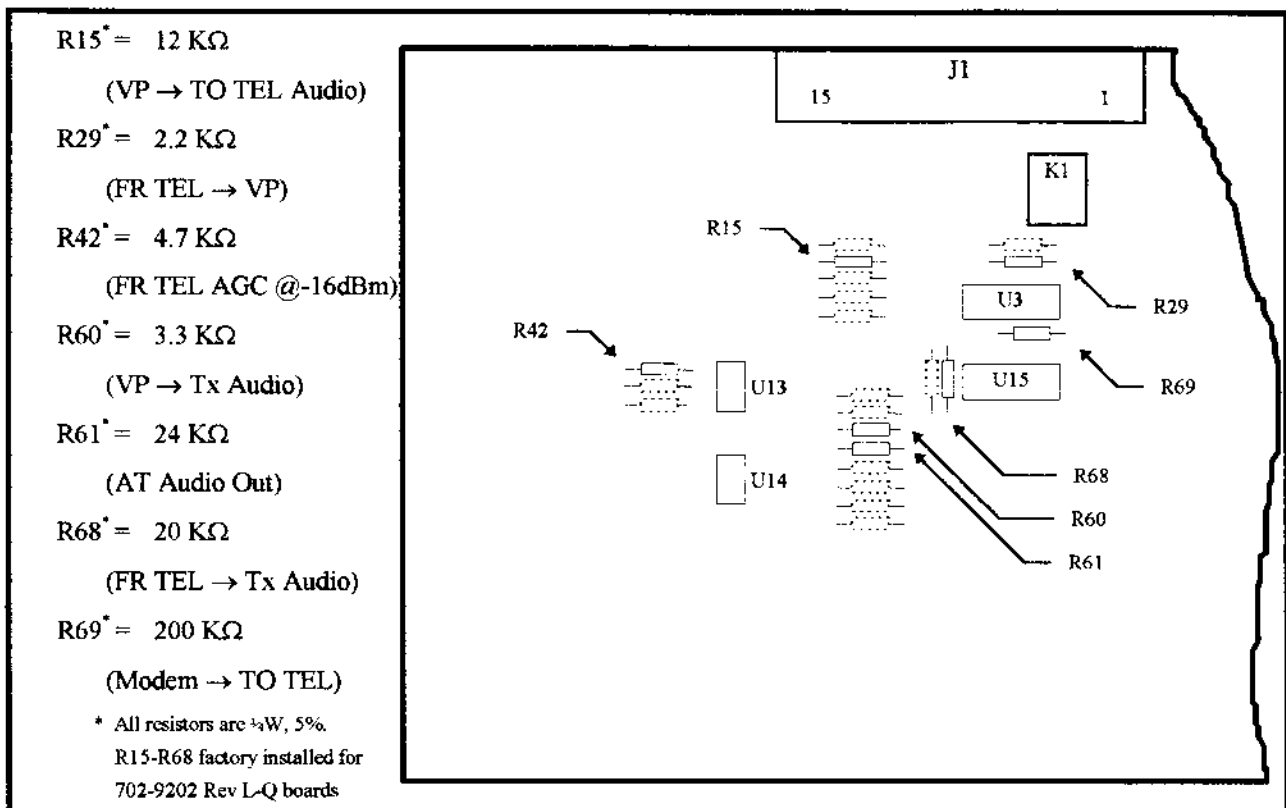 R15* = 12 KΩ
(VP → TO TEL Audio)
R29* = 2.2 KΩ
(FR TEL → VP)
R42* = 4.7 KΩ
(FR TEL AGC @-16dBm)
R60* = 3.3 KΩ
(VP → Tx Audio)
R61* = 24 KΩ
(AT Audio Out)
R68* = 20 KΩ
(FR TEL → Tx Audio)
R69* = 200 KΩ
(Modem → TO TEL)
* All resistors are ¼W, 5%.
R15-R68 factory installed for
702-9202 Rev L-Q boards
J1
15 1
K1
R15
U3
R29
R42
U13
U15
R69
U14
R68
R60
R61